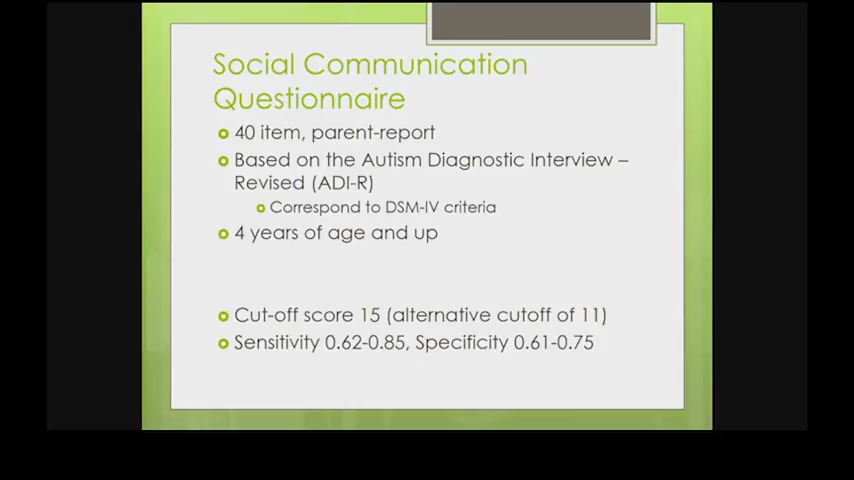 Social Communication
Questionnaire
40 item, parent-report
Based on the Autism Diagnostic Interview –
Revised (ADI-R)
Correspond to DSM-IV criteria
4 years of age and up
Cut-off score 15 (alternative cutoff of 11)
Sensitivity 0.62-0.85, Specificity 0.61-0.75